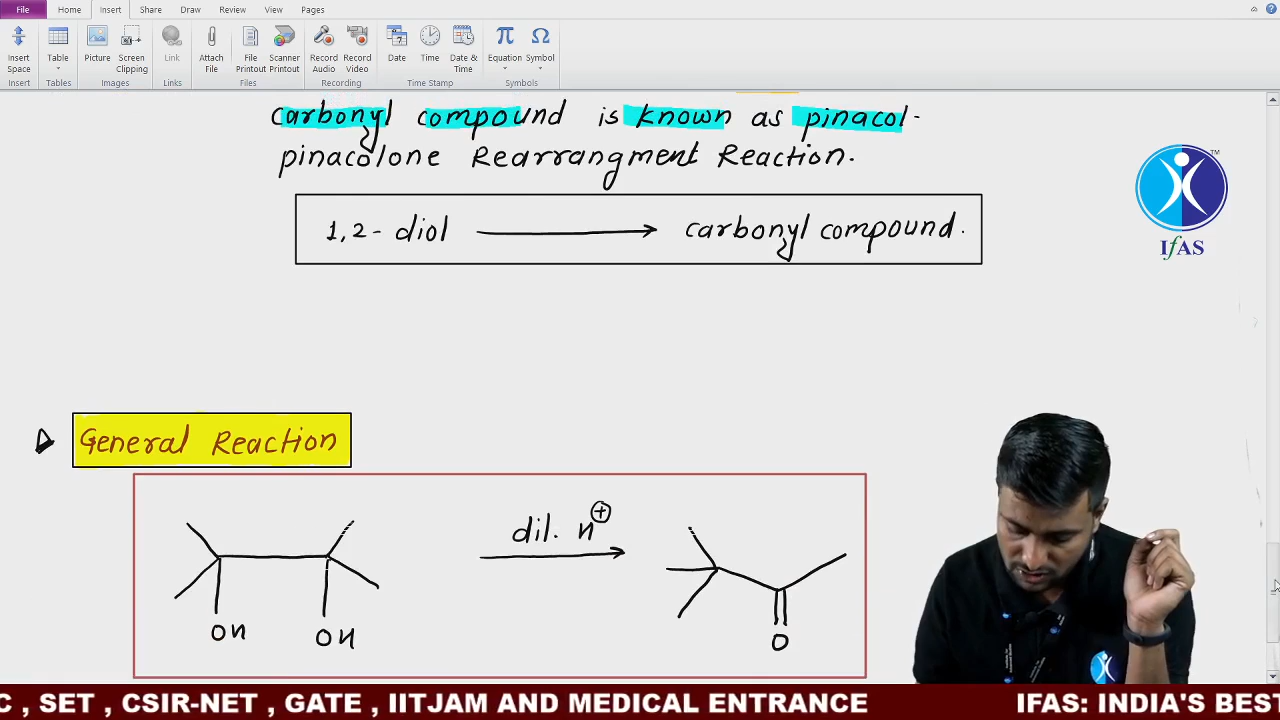 File Home Insert Share Draw Review View Pages
Insert Space Table Picture Screen Clipping Link Attach File File Printout Scanner Printout Record Audio Record Video Date Time Date & Time Equation Symbol
Insert Tables Images Links Files Recording Time Stamp Symbols
carbonyl compound is known as pinacol-
pinacolone Rearrangment Reaction.
TM
IfAS
1,2- diol ⟶ carbonyl compound.
General Reaction
dil. H⊕
OH OH
O
C , SET , CSIR-NET , GATE , IITJAM AND MEDICAL ENTRANCE IFAS: INDIA'S BEST